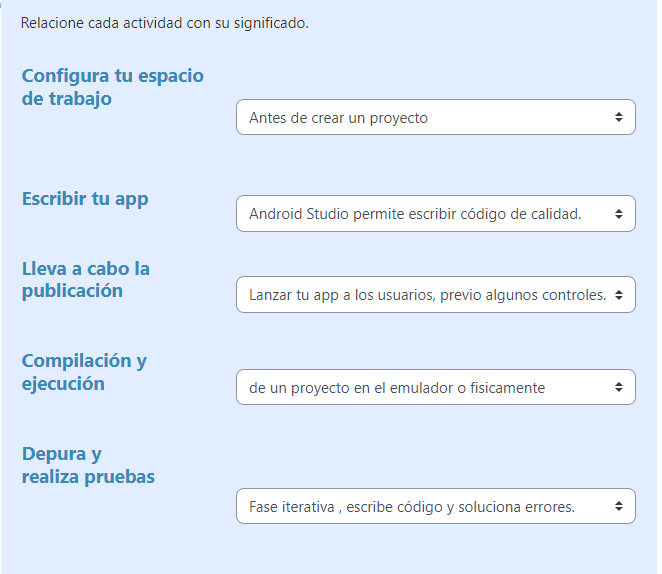 Relacione cada actividad con su significado.
Configura tu espacio
de trabajo
Antes de crear un proyecto
Escribir tu app
Android Studio permite escribir código de calidad.
Lleva a cabo la
publicación
Lanzar tu app a los usuarios, previo algunos controles.
Compilación y
ejecución
de un proyecto en el emulador o fisicamente
Depura y
realiza pruebas
Fase iterativa , escribe código y soluciona errores.